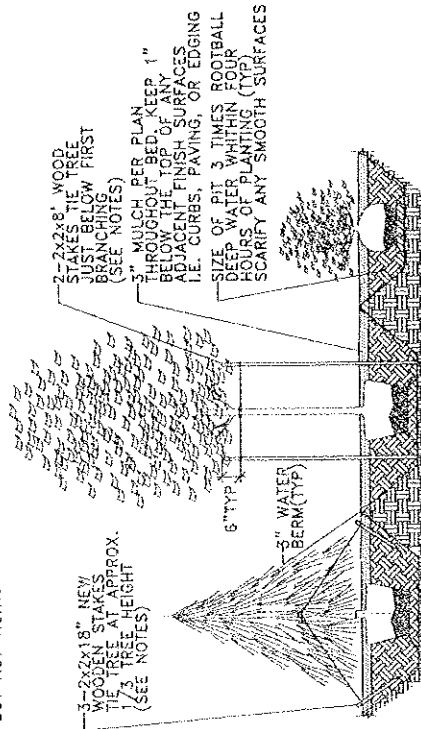 3-2x2x18" NEW
WOODEN STAKES
TIE TREE AT APPROX.
1/3 TREE HEIGHT
(SEE NOTES)
6"TYP
3" WATER
BERM(TYP)
2-2x2x8' WOOD
STAKES TIE TREE
JUST BELOW FIRST
BRANCHING
(SEE NOTES)
3" MULCH PER PLAN
THROUGHOUT BED. KEEP 1"
BELOW THE TOP OF ANY
ADJACENT FINISH SURFACES
I.E. CURBS, PAVING, OR EDGING
SIZE OF PIT 3 TIMES ROOTBALL
DEEP WATER WHITHIN FOUR
HOURS OF PLANTING (TYP)
SCARIFY ANY SMOOTH SURFACES